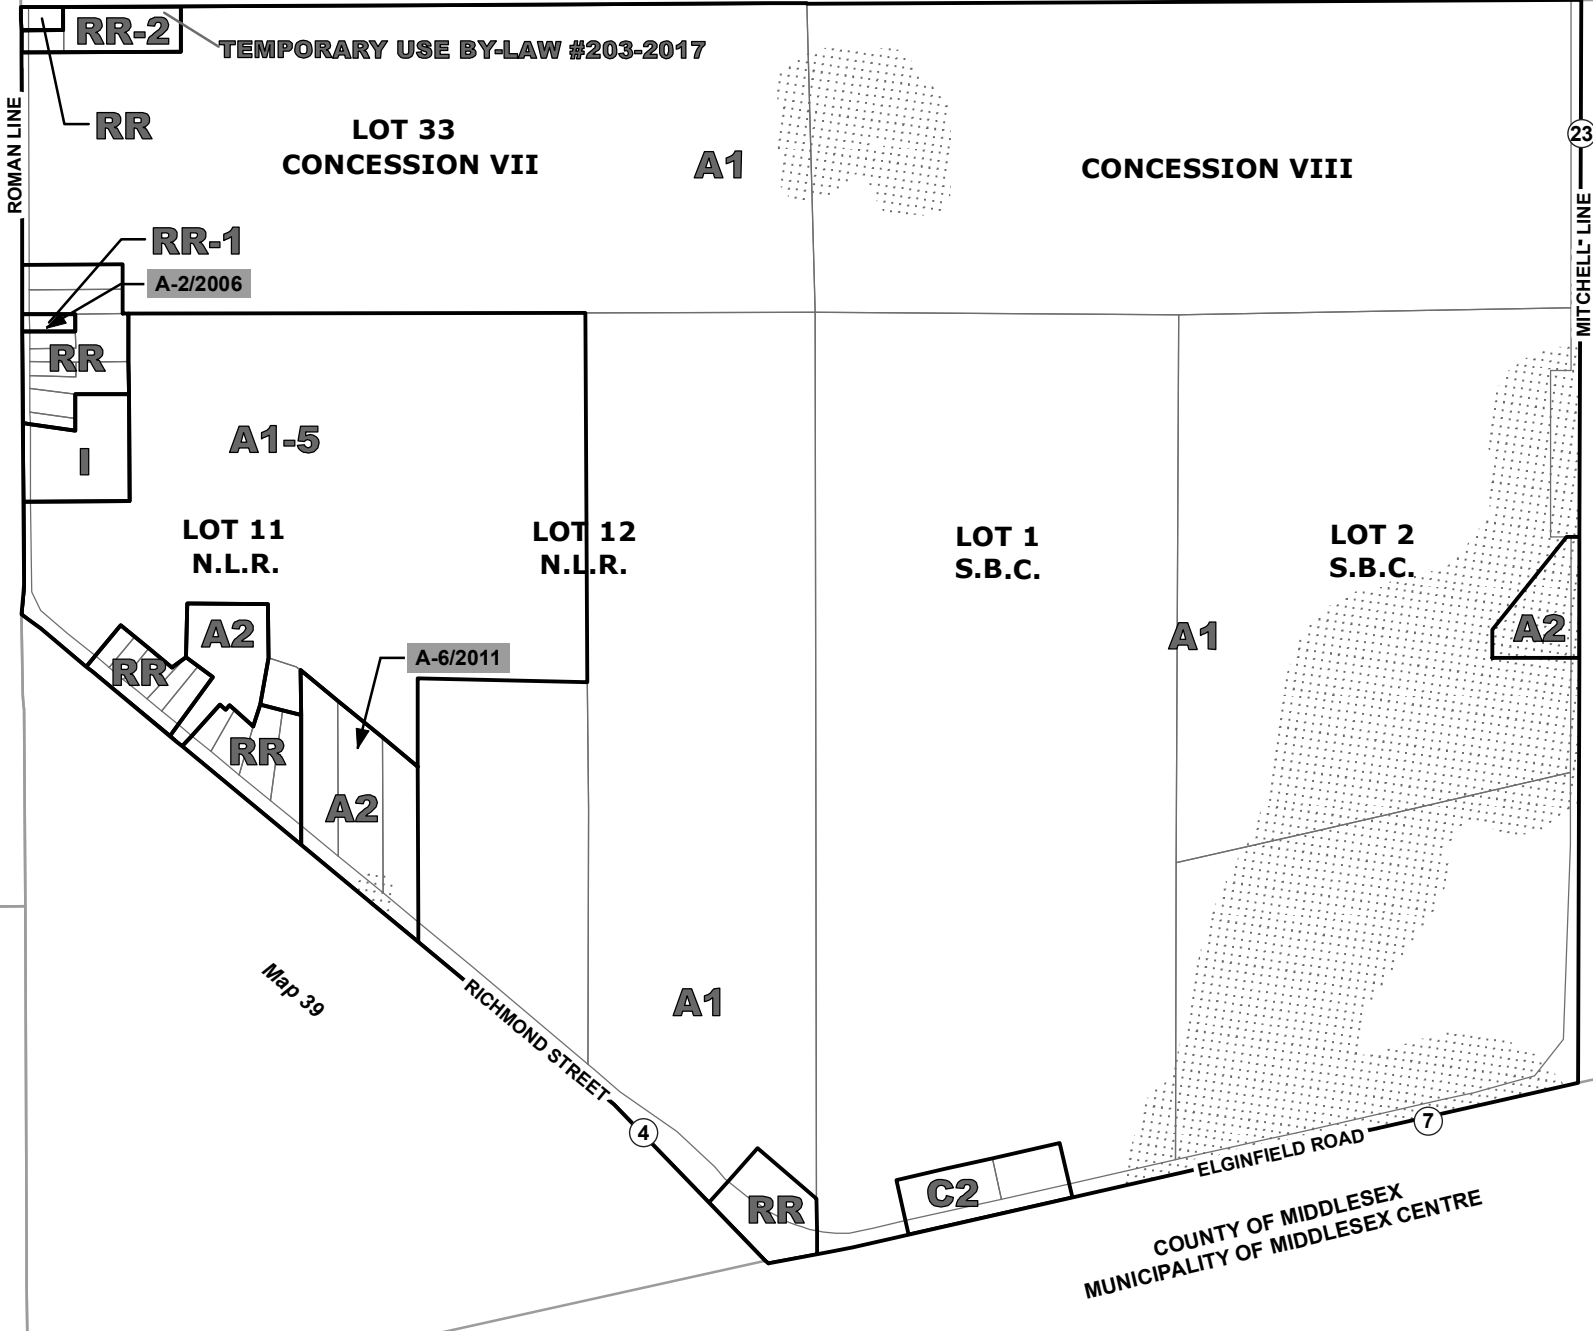 RR-2
TEMPORARY USE BY-LAW #203-2017
ROMAN LINE
RR
LOT 33
CONCESSION VII
A1
CONCESSION VIII
23
MITCHELL LINE
RR-1
A-2/2006
RR
A1-5
I
LOT 11
N.L.R.
LOT 12
N.L.R.
LOT 1
S.B.C.
LOT 2
S.B.C.
A2
RR
A-6/2011
A1
A2
RR
A2
Map 39
RICHMOND STREET
A1
4
7
ELGINFIELD ROAD
RR
C2
COUNTY OF MIDDLESEX
MUNICIPALITY OF MIDDLESEX CENTRE